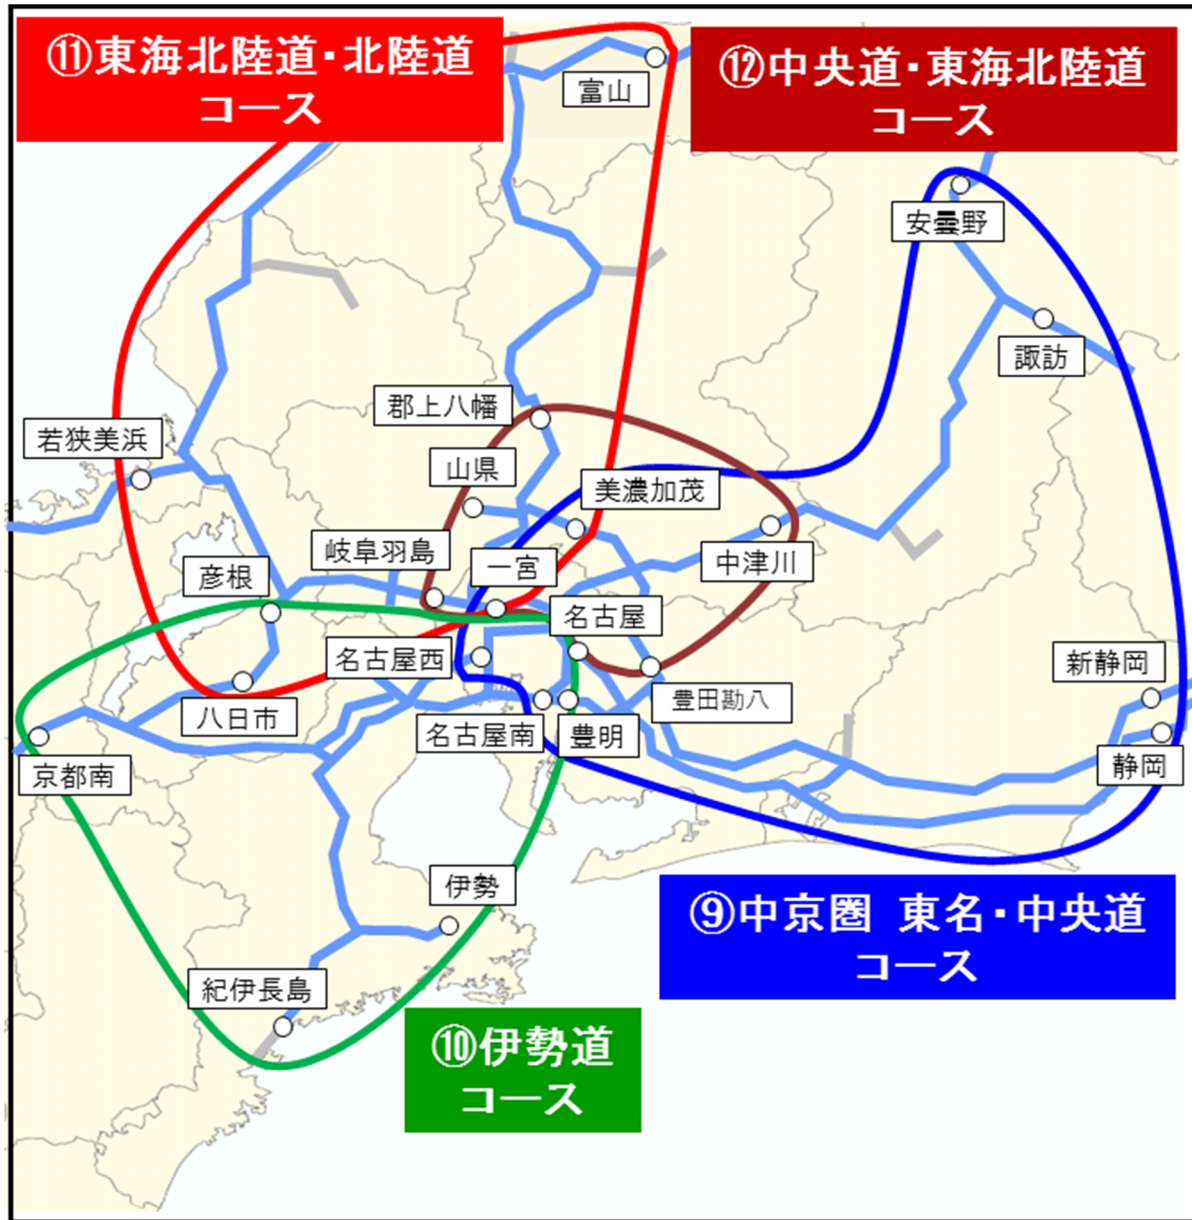 ⑪東海北陸道・北陸道
コース
富山
⑫中央道・東海北陸道
コース
安曇野
諏訪
郡上八幡
若狭美浜
山県
美濃加茂
岐阜羽島
一宮
中津川
彦根
名古屋
名古屋西
新静岡
八日市
豊田勘八
名古屋南
豊明
京都南
静岡
伊勢
⑨中京圏 東名・中央道
コース
紀伊長島
⑩伊勢道
コース